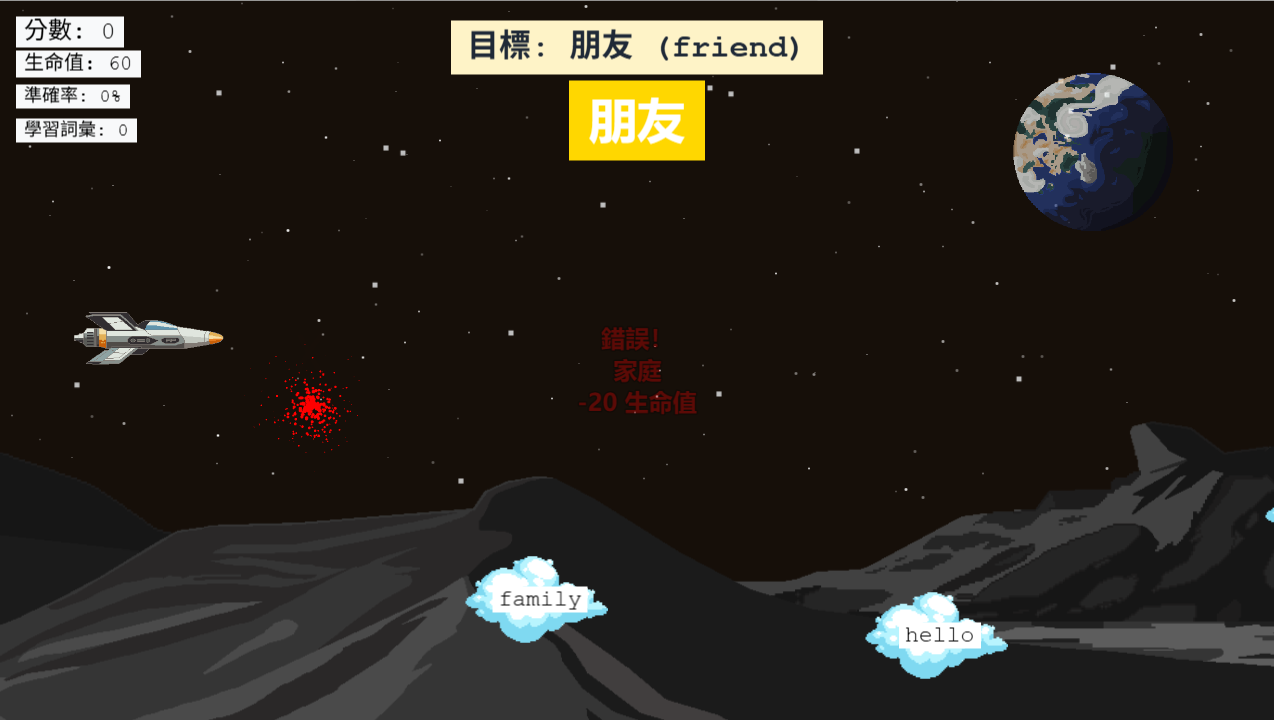 分數: 0
生命值: 60
準確率: 0%
學習詞彙: 0
目標: 朋友 (friend)
朋友
錯誤!
家庭
-20 生命值
family
hello